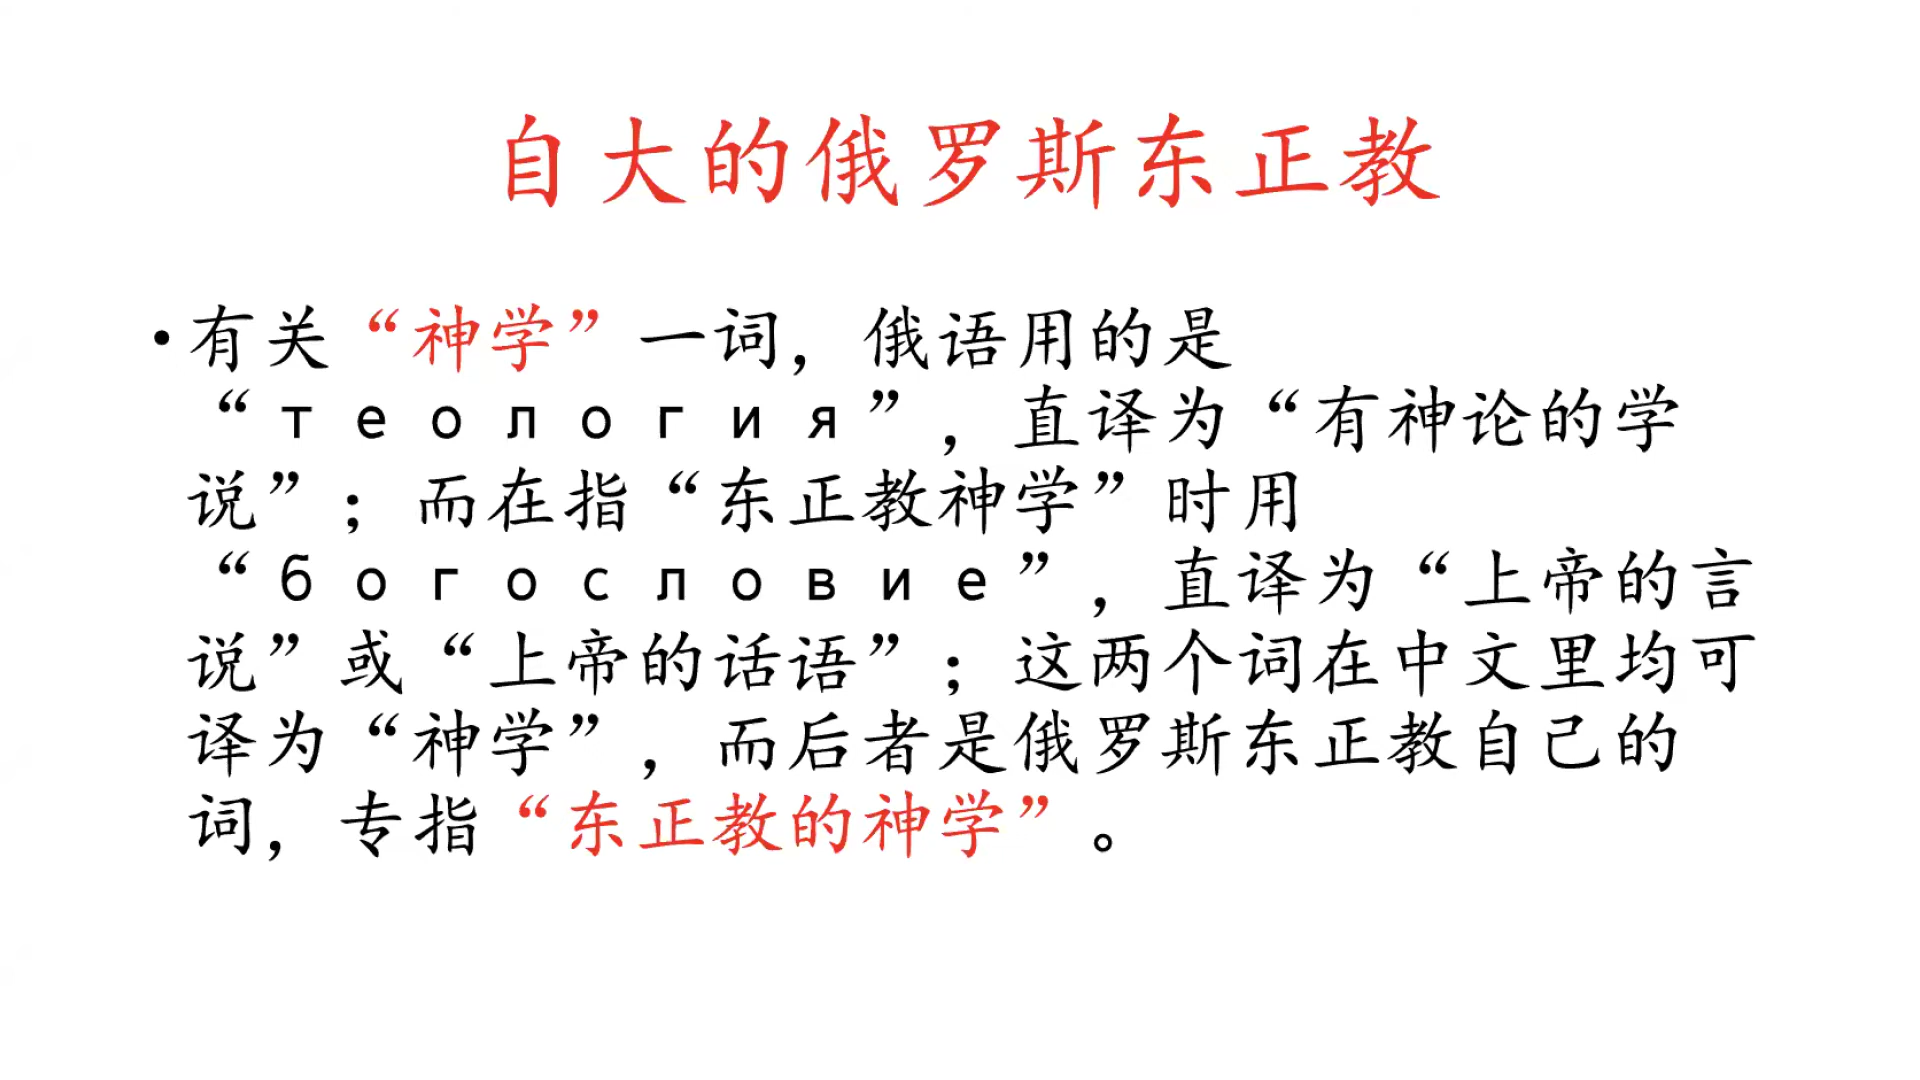 自大的俄罗斯东正教
•有关“神学”一词，俄语用的是
“теология”，直译为“有神论的学
说”；而在指“东正教神学”时用
“богословие”，直译为“上帝的言
说”或“上帝的话语”；这两个词在中文里均可
译为“神学”，而后者是俄罗斯东正教自己的
词，专指“东正教的神学”。